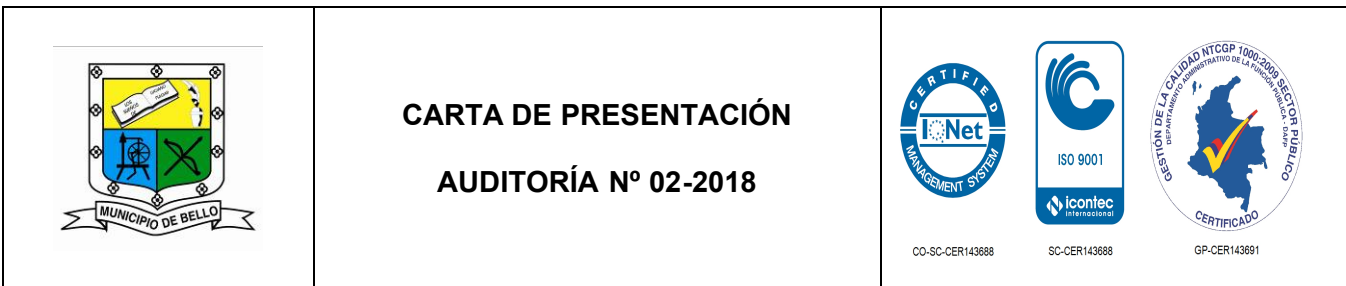 MUNICIPIO DE BELLO
CARTA DE PRESENTACIÓN
AUDITORÍA Nº 02-2018
CERTIFIED
IQNet
MANAGEMENT SYSTEM
CO-SC-CER143688
ISO 9001
icontec
internacional
SC-CER143688
GESTIÓN DE LA CALIDAD NTCGP 1000:2009 SECTOR PÚBLICO
DEPARTAMENTO ADMINISTRATIVO DE LA FUNCIÓN PÚBLICA - DAFP
CERTIFICADO
GP-CER143691